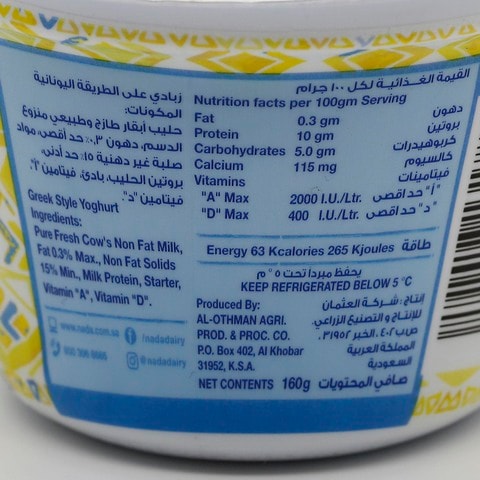 زبادي على الطريقة اليونانية
المكونات:
حليب أبقار طازج وطبيعي منزوع
الدسم، دهون ٠,٣٪ حد أقصى، مواد
صلبة غير دهنية ١٥٪ حد أدنى،
بروتين الحليب، بادئ، فيتامين "أ"،
فيتامين "د".
Greek Style Yoghurt
Ingredients:
Pure Fresh Cow's Non Fat Milk,
Fat 0.3% Max., Non Fat Solids
15% Min., Milk Protein, Starter,
Vitamin "A", Vitamin "D".
www.nada.com.sa
/nadadairy
@nadadairy
القيمة الغذائية لكل ١٠٠ جرام
Nutrition facts per 100gm Serving
Fat 0.3 gm دهون
Protein 10 gm بروتين
Carbohydrates 5.0 gm كربوهيدرات
Calcium 115 mg كالسيوم
Vitamins فيتامينات
"A" Max 2000 I.U./Ltr. "أ" حد اقصى
"D" Max 400 I.U./Ltr. "د" حد اقصى
Energy 63 Kcalories 265 Kjoules طاقة
يحفظ مبردا تحت ٥°م
KEEP REFRIGERATED BELOW 5°C
Produced By: إنتاج: شركة العثمان
AL-OTHMAN AGRI. للإنتاج و التصنيع الزراعي.
PROD. & PROC. CO. ص.ب ٤٠٢، الخبر ٣١٩٥٢
P.O. Box 402, Al Khobar المملكة العربية
31952, K.S.A. السعودية
NET CONTENTS 160g صافي المحتويات